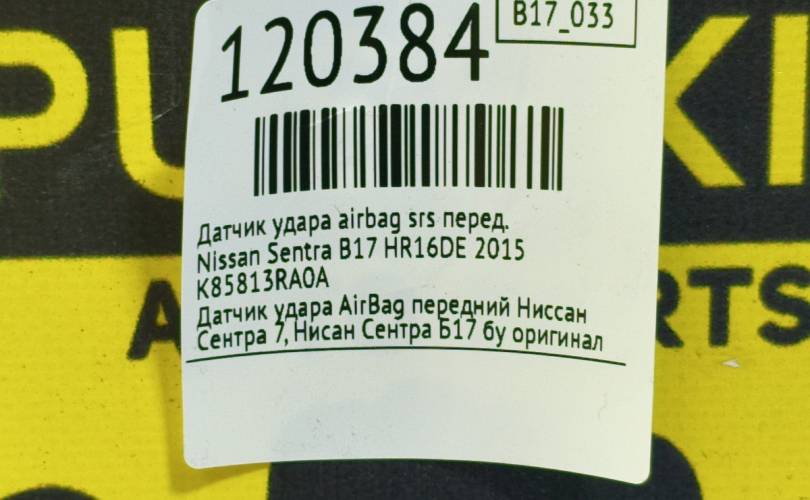 120384
B17_033
Датчик удара airbag srs перед.
Nissan Sentra B17 HR16DE 2015
K85813RA0A
Датчик удара AirBag передний Ниссан
Сентра 7, Нисан Сентра Б17 бу оригинал